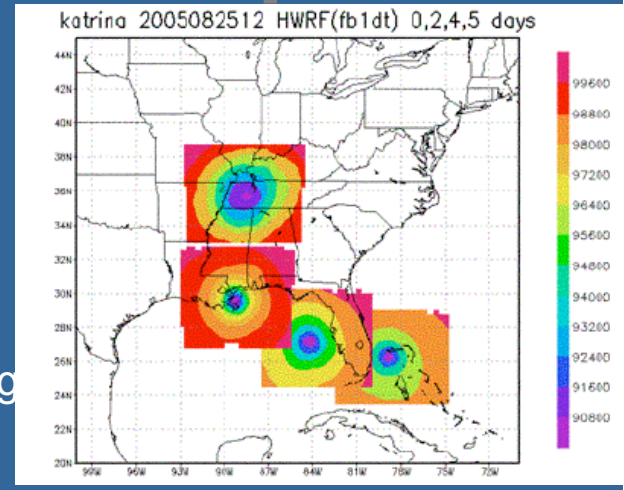 katrina 2005082512 HWRF(fb1dt) 0,2,4,5 days
44N
42N
40N
38N
36N
34N
32N
30N
28N
26N
24N
22N
20N
99W 96W 93W 90W 87W 84W 81W 78W 75W 72W
99600
98800
98000
97200
96400
95600
94800
94000
93200
92400
91600
90800
g